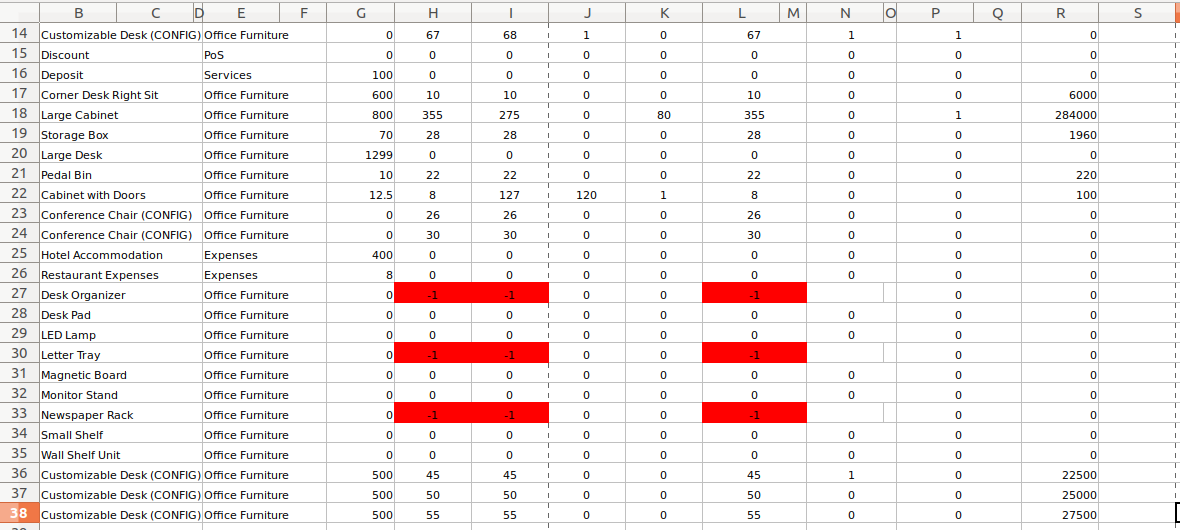 B C D E F G H I J K L M N O P Q R S
14 Customizable Desk (CONFIG) Office Furniture 0 67 68 1 0 67 1 1 0
15 Discount PoS 0 0 0 0 0 0 0 0 0
16 Deposit Services 100 0 0 0 0 0 0 0 0
17 Corner Desk Right Sit Office Furniture 600 10 10 0 0 10 0 0 6000
18 Large Cabinet Office Furniture 800 355 275 0 80 355 0 1 284000
19 Storage Box Office Furniture 70 28 28 0 0 28 0 0 1960
20 Large Desk Office Furniture 1299 0 0 0 0 0 0 0 0
21 Pedal Bin Office Furniture 10 22 22 0 0 22 0 0 220
22 Cabinet with Doors Office Furniture 12.5 8 127 120 1 8 0 0 100
23 Conference Chair (CONFIG) Office Furniture 0 26 26 0 0 26 0 0 0
24 Conference Chair (CONFIG) Office Furniture 0 30 30 0 0 30 0 0 0
25 Hotel Accommodation Expenses 400 0 0 0 0 0 0 0 0
26 Restaurant Expenses Expenses 8 0 0 0 0 0 0 0 0
27 Desk Organizer Office Furniture 0 -1 -1 0 0 -1 0 0
28 Desk Pad Office Furniture 0 0 0 0 0 0 0 0 0
29 LED Lamp Office Furniture 0 0 0 0 0 0 0 0 0
30 Letter Tray Office Furniture 0 -1 -1 0 0 -1 0 0
31 Magnetic Board Office Furniture 0 0 0 0 0 0 0 0 0
32 Monitor Stand Office Furniture 0 0 0 0 0 0 0 0 0
33 Newspaper Rack Office Furniture 0 -1 -1 0 0 -1 0 0
34 Small Shelf Office Furniture 0 0 0 0 0 0 0 0 0
35 Wall Shelf Unit Office Furniture 0 0 0 0 0 0 0 0 0
36 Customizable Desk (CONFIG) Office Furniture 500 45 45 0 0 45 1 0 22500
37 Customizable Desk (CONFIG) Office Furniture 500 50 50 0 0 50 0 0 25000
38 Customizable Desk (CONFIG) Office Furniture 500 55 55 0 0 55 0 0 27500